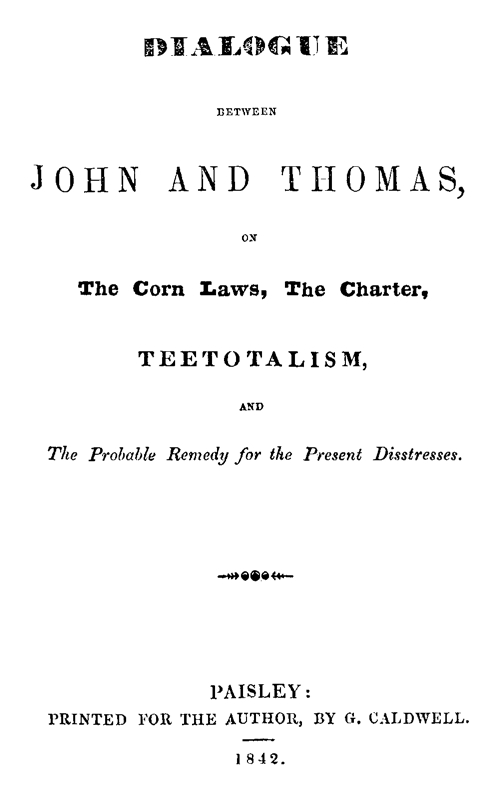 DIALOGUE
BETWEEN
JOHN AND THOMAS,
ON
The Corn Laws, The Charter,
TEETOTALISM,
AND
The Probable Remedy for the Present Disstresses.
PAISLEY:
PRINTED FOR THE AUTHOR, BY G. CALDWELL.
1842.